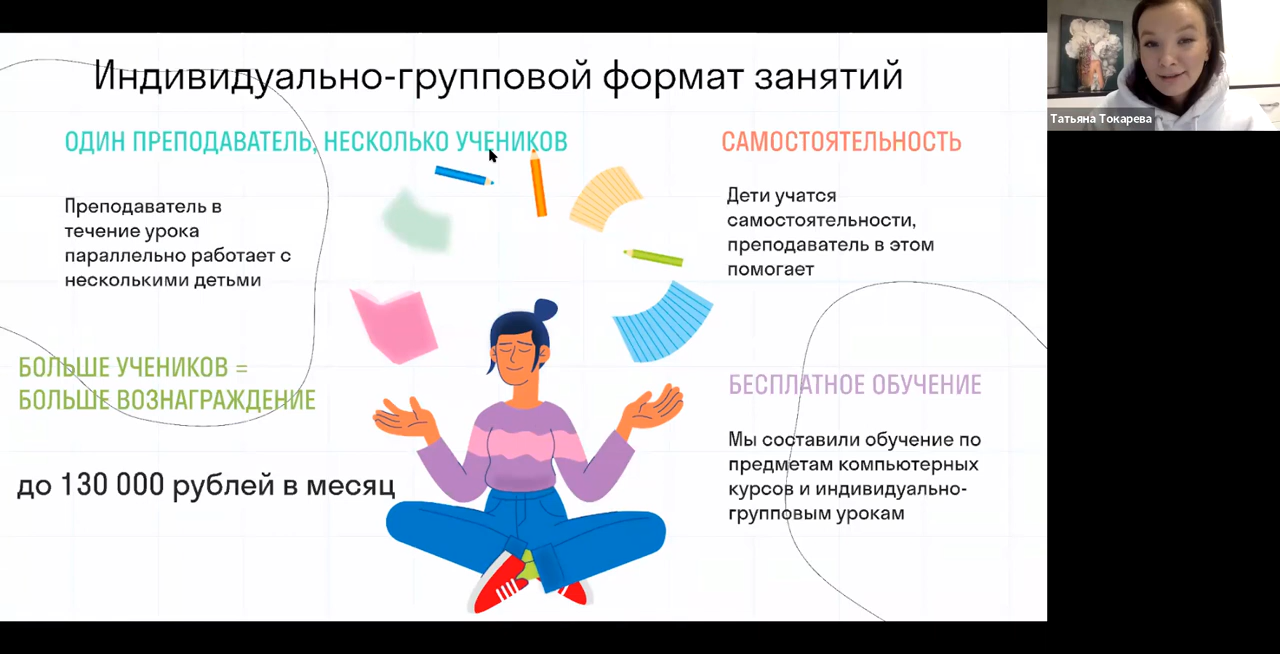 Индивидуально-групповой формат занятий
ОДИН ПРЕПОДАВАТЕЛЬ, НЕСКОЛЬКО УЧЕНИКОВ
Преподаватель в
течение урока
параллельно работает с
несколькими детьми
САМОСТОЯТЕЛЬНОСТЬ
Дети учатся
самостоятельности,
преподаватель в этом
помогает
БОЛЬШЕ УЧЕНИКОВ =
БОЛЬШЕ ВОЗНАГРАЖДЕНИЕ
до 130 000 рублей в месяц
БЕСПЛАТНОЕ ОБУЧЕНИЕ
Мы составили обучение по
предметам компьютерных
курсов и индивидуально-
групповым урокам
Татьяна Токарева